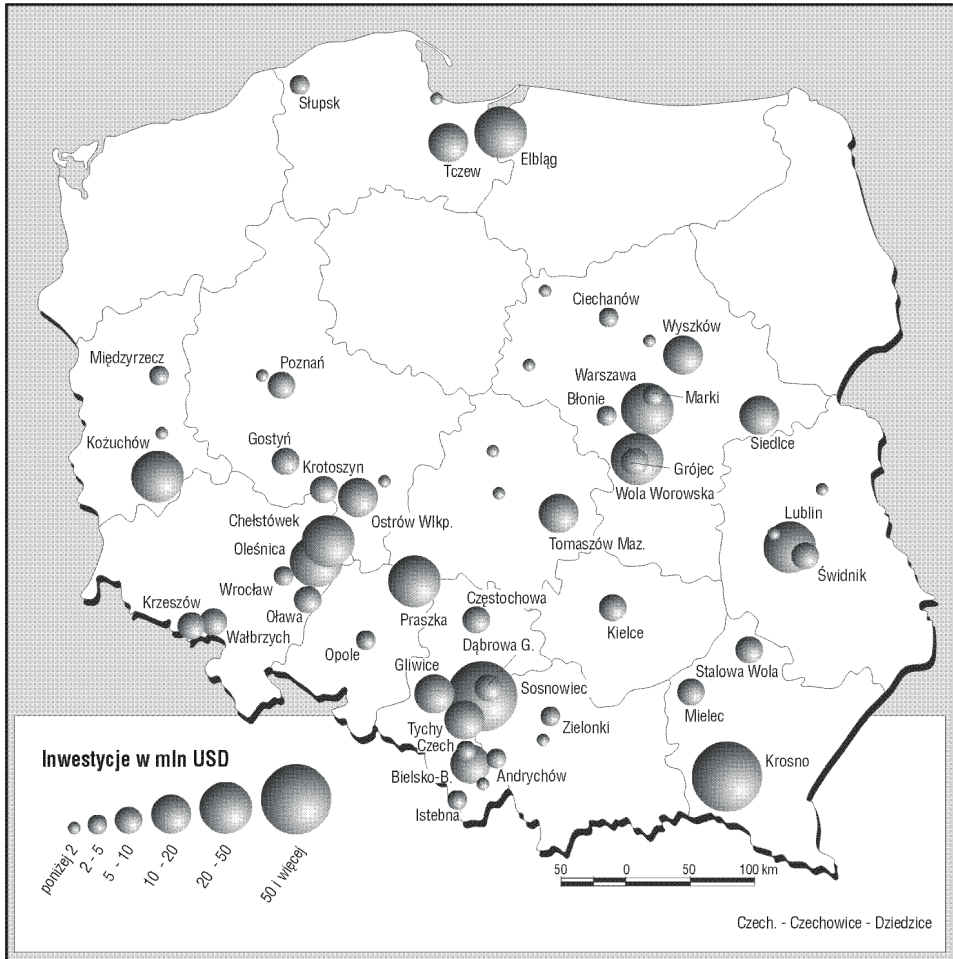 Słupsk
Tczew
Elbląg
Ciechanów
Wyszków
Międzyrzecz
Poznań
Warszawa
Marki
Błonie
Siedlce
Kożuchów
Gostyń
Krotoszyn
Grójec
Wola Worowska
Ostrów Wlkp.
Chełstówek
Tomaszów Maz.
Lublin
Oleśnica
Świdnik
Wrocław
Oława
Praszka
Częstochowa
Krzeszów
Wałbrzych
Opole
Kielce
Dąbrowa G.
Gliwice
Sosnowiec
Stalowa Wola
Mielec
Tychy
Zielonki
Czech
Bielsko-B.
Andrychów
Krosno
Istebna
Inwestycje w mln USD
poniżej 2
2 - 5
5 - 10
10 - 20
20 - 50
50 i więcej
50 0 50 100 km
Czech. - Czechowice - Dziedzice